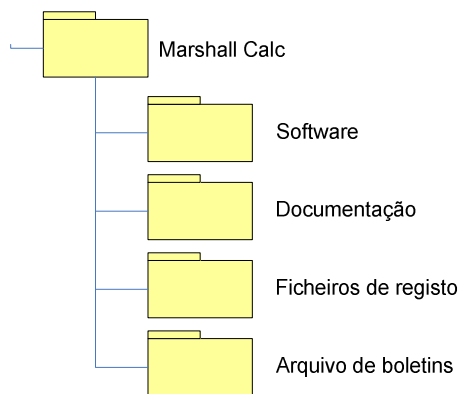 Marshall Calc
Software
Documentação
Ficheiros de registo
Arquivo de boletins